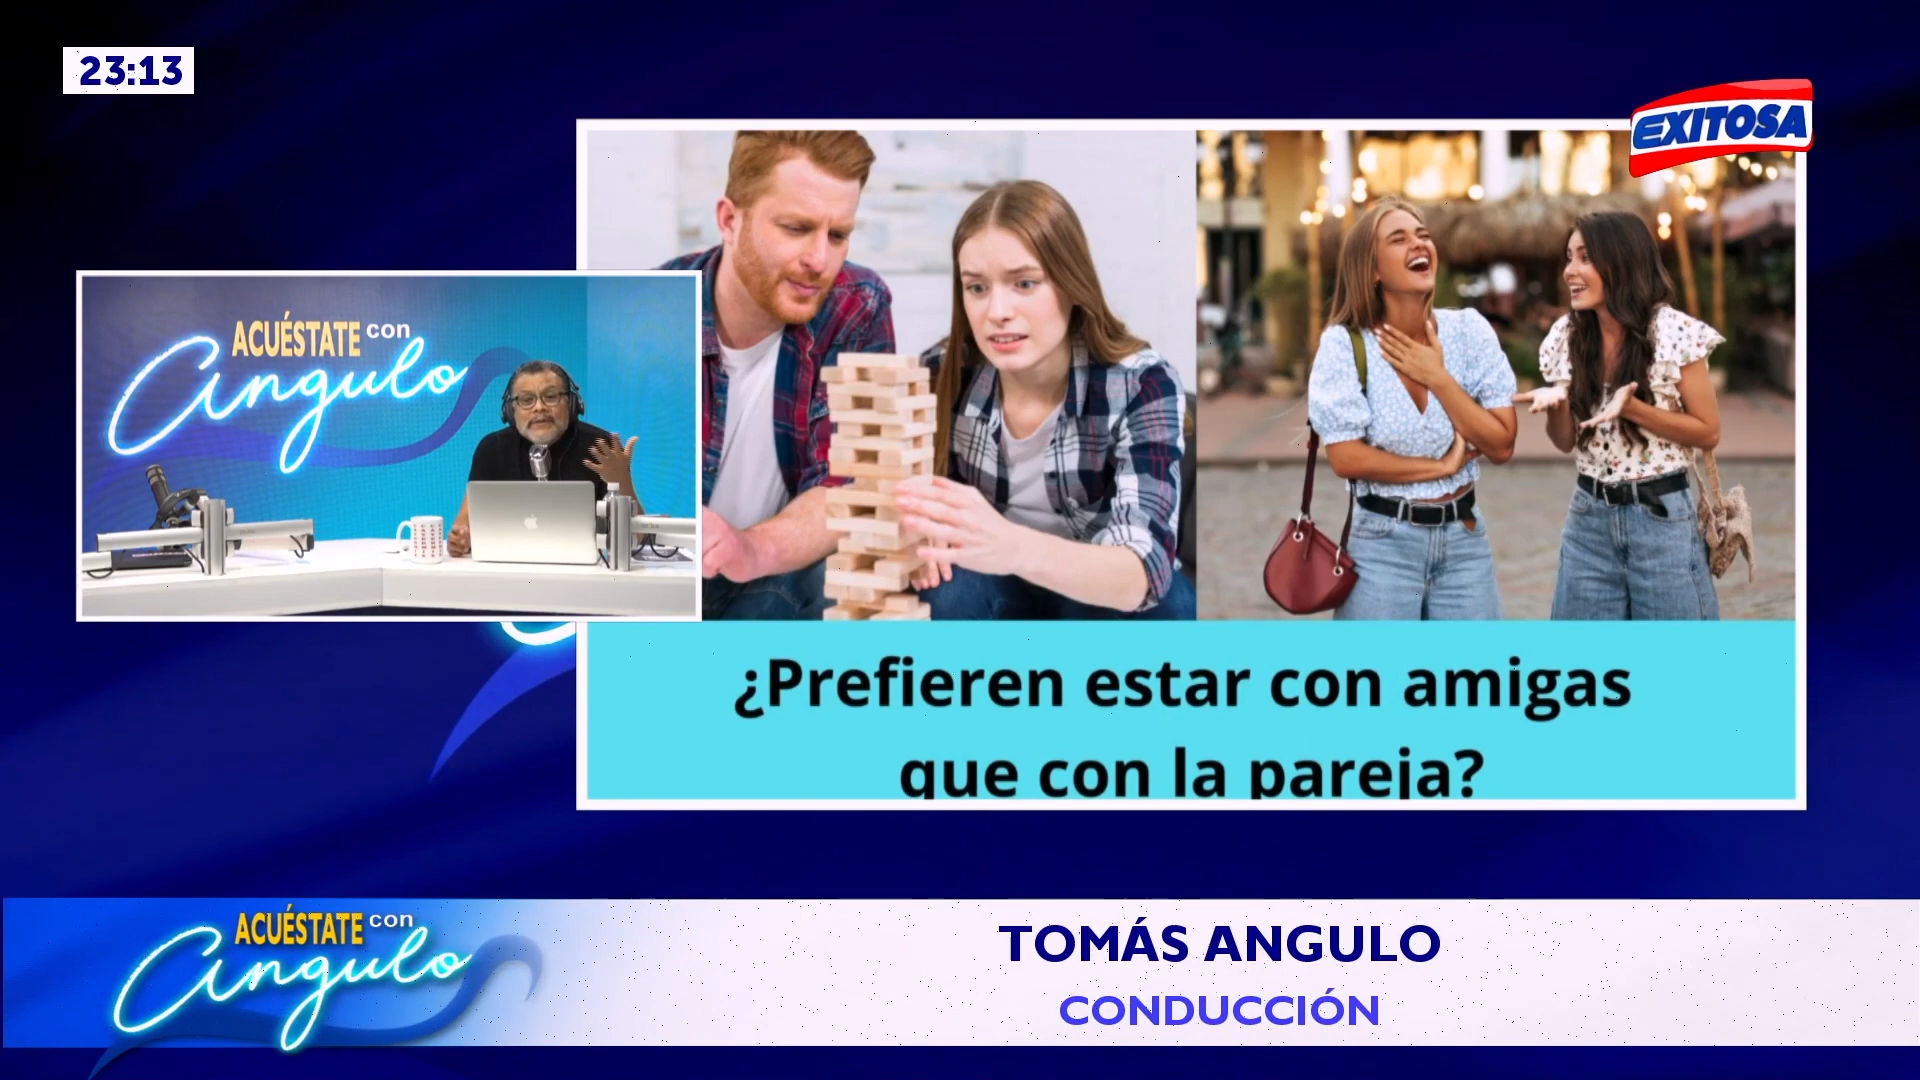 23:13
EXITOSA
ACUÉSTATE con
Angulo
¿Prefieren estar con amigas
que con la pareja?
ACUÉSTATE con
Angulo
TOMÁS ANGULO
CONDUCCIÓN